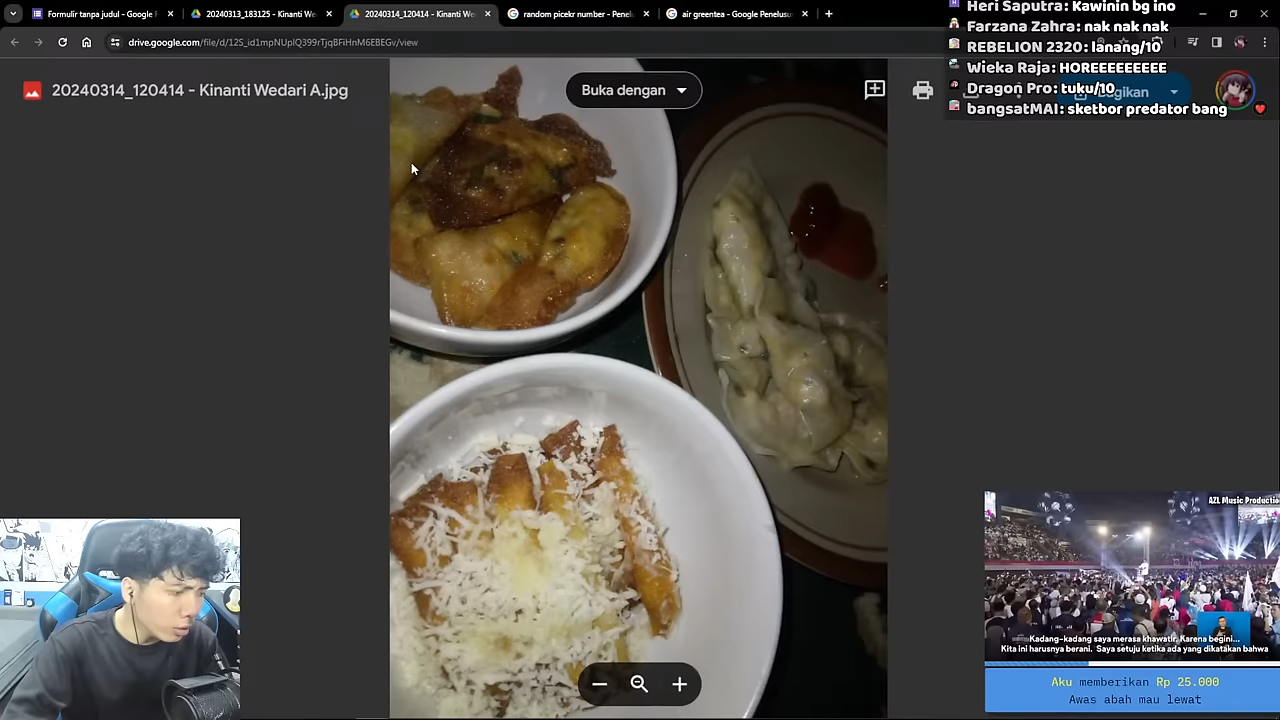 Formulir tanpa judul - Google F
20240313_183125 - Kinanti We
20240314_120414 - Kinanti We
random picekr number - Penel
air greentea - Google Penelusu
drive.google.com/file/d/12S_id1mpNUplQ399rTjqBFiHnM6EBEGv/view
20240314_120414 - Kinanti Wedari A.jpg
Buka dengan
Heri Saputra: Kawinin bg ino
Farzana Zahra: nak nak nak
REBELION 2320: lanang/10
Wieka Raja: HOREEEEEEEEE
Dragon Pro: tuku/10
gikan
bangsatMAI: sketbor predator bang
AZL Music Productio
Kadang-kadang saya merasa khawatir. Karena begini...
Kita ini harusnya berani. Saya setuju ketika ada yang dikatakan bahwa
Aku memberikan Rp 25.000
Awas abah mau lewat